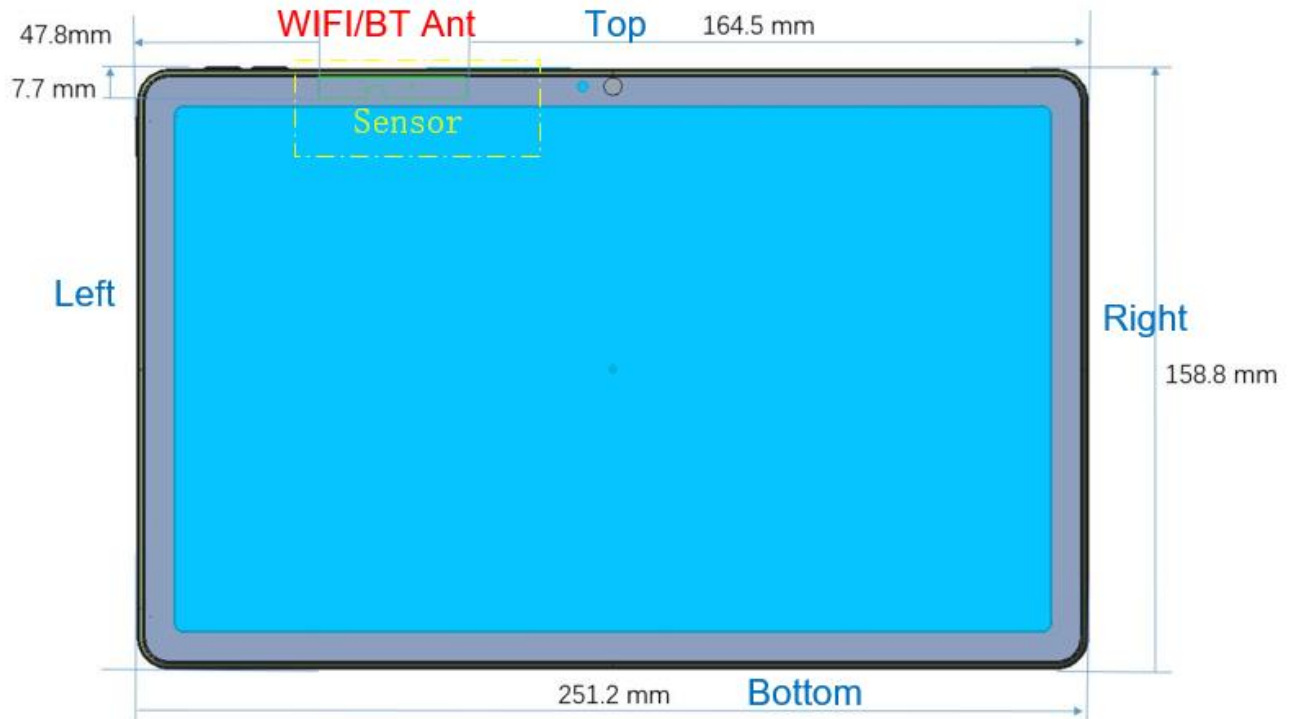 WIFI/BT Ant
Top
164.5 mm
47.8mm
7.7 mm
Sensor
Left
Right
158.8 mm
251.2 mm
Bottom